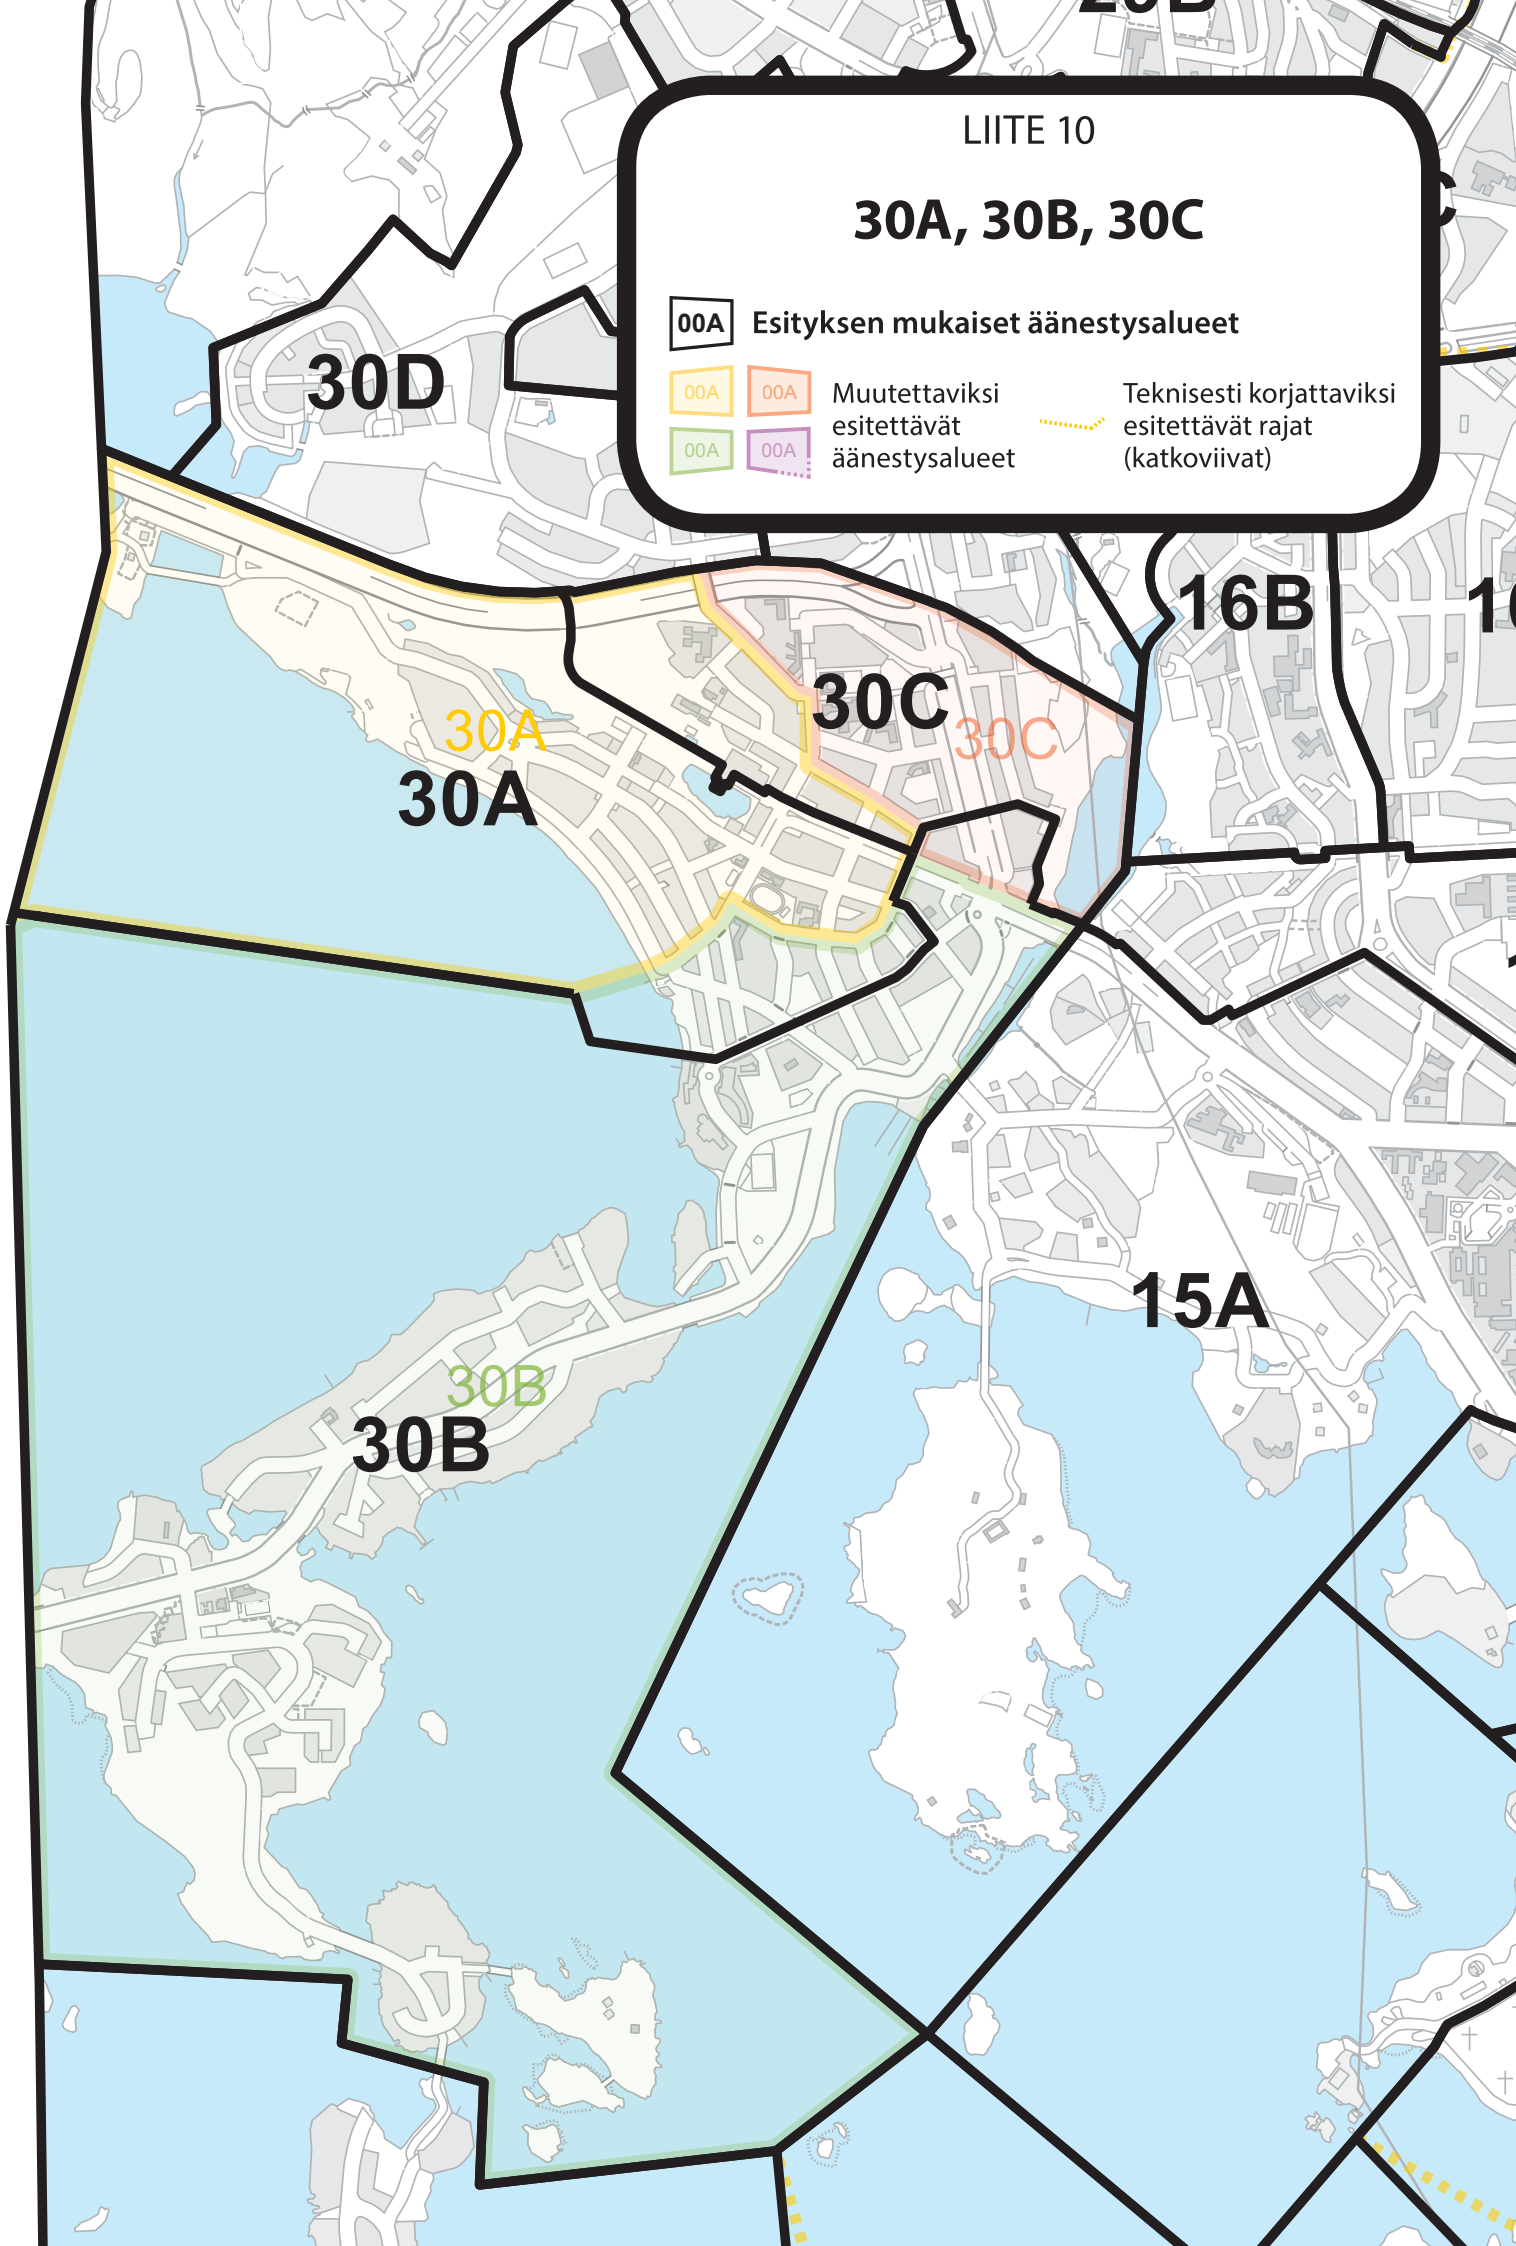 LIITE 10
30A, 30B, 30C
00A Esityksen mukaiset äänestysalueet
00A 00A
00A 00A
Muutettaviksi
esitettävät
äänestysalueet
Teknisesti korjattaviksi
esitettävät rajat
(katkoviivat)
30D
16B
30C
30C
30A
30A
15A
30B
30B